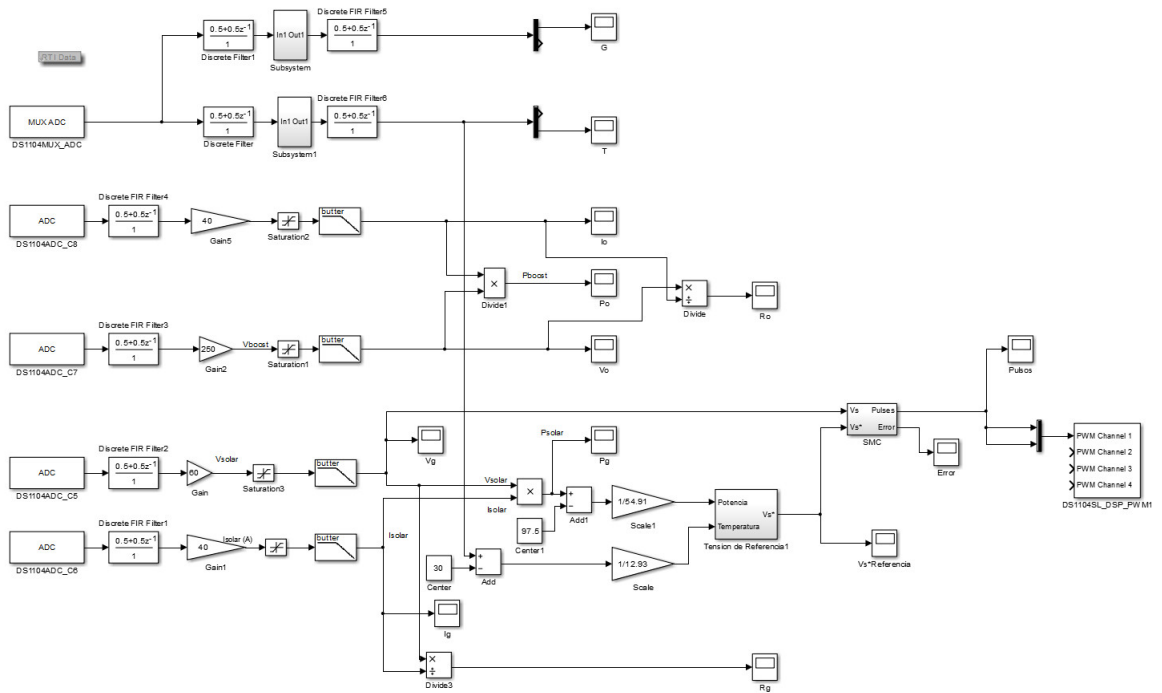 Discrete FIR Filter5
0.5+0.5z-1
1
Discrete Filter1
In1 Out1
Subsystem
0.5+0.5z-1
1
G
RTI Data
Discrete FIR Filter6
MUX ADC
DS1104MUX_ADC
0.5+0.5z-1
1
Discrete Filter
In1 Out1
Subsystem1
0.5+0.5z-1
1
T
Discrete FIR Filter4
ADC
DS1104ADC_C8
0.5+0.5z-1
1
40
Gain5
Saturation2
butter
Io
Pboost
Divide1
Po
Divide
Ro
Discrete FIR Filter3
ADC
DS1104ADC_C7
0.5+0.5z-1
1
250
Gain2
Vboost
Saturation1
butter
Vo
Pulsos
Discrete FIR Filter2
ADC
DS1104ADC_C5
0.5+0.5z-1
1
60
Gain
Vsolar
Saturation3
butter
Vg
Vsolar
Isolar
Psolar
Pg
Vs
Pulses
Vs*
Error
SMC
Error
PWM Channel 1
PWM Channel 2
PWM Channel 3
PWM Channel 4
DS1104SL_DSP_PWM1
Discrete FIR Filter1
ADC
DS1104ADC_C6
0.5+0.5z-1
1
40
Gain1
Isolar (A)
butter
Isolar
97.5
Center1
Add1
1/54.91
Scale1
Potencia
Temperatura
Vs*
Tension de Referencia1
30
Center
Add
1/12.93
Scale
Vs*Referencia
Ig
Divide3
Rg